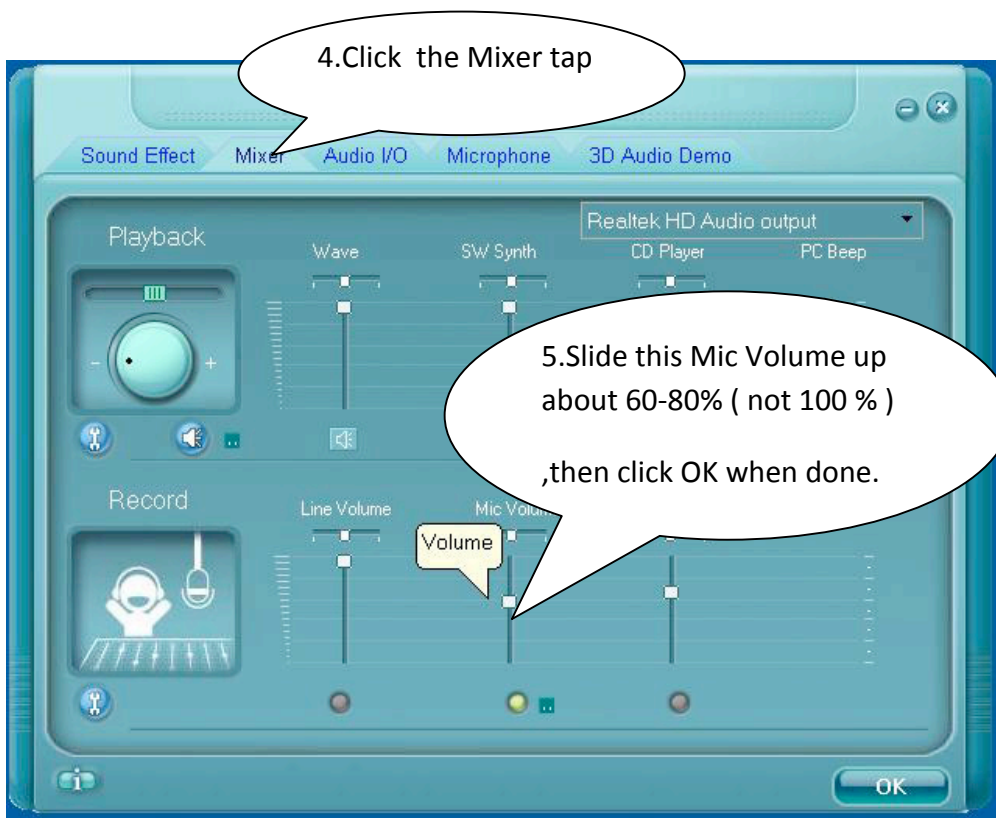 4.Click the Mixer tap
Sound Effect Mixer Audio I/O Microphone 3D Audio Demo
Realtek HD Audio output
Playback
Wave SW Synth CD Player PC Beep
- +
5.Slide this Mic Volume up
about 60-80% ( not 100 % )
,then click OK when done.
Record
Line Volume Mic Volum
Volume
OK